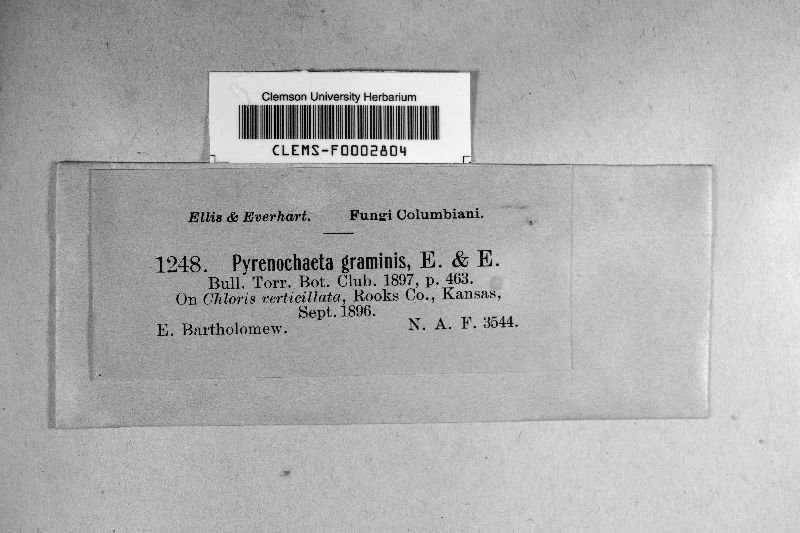 Clemson University Herbarium
CLEMS-F0002804
Ellis & Everhart. Fungi Columbiani.
1248. Pyrenochaeta graminis, E. & E.
Bull. Torr. Bot. Club. 1897, p. 463.
On Chloris verticillata, Rooks Co., Kansas,
Sept. 1896.
E. Bartholomew. N. A. F. 3544.